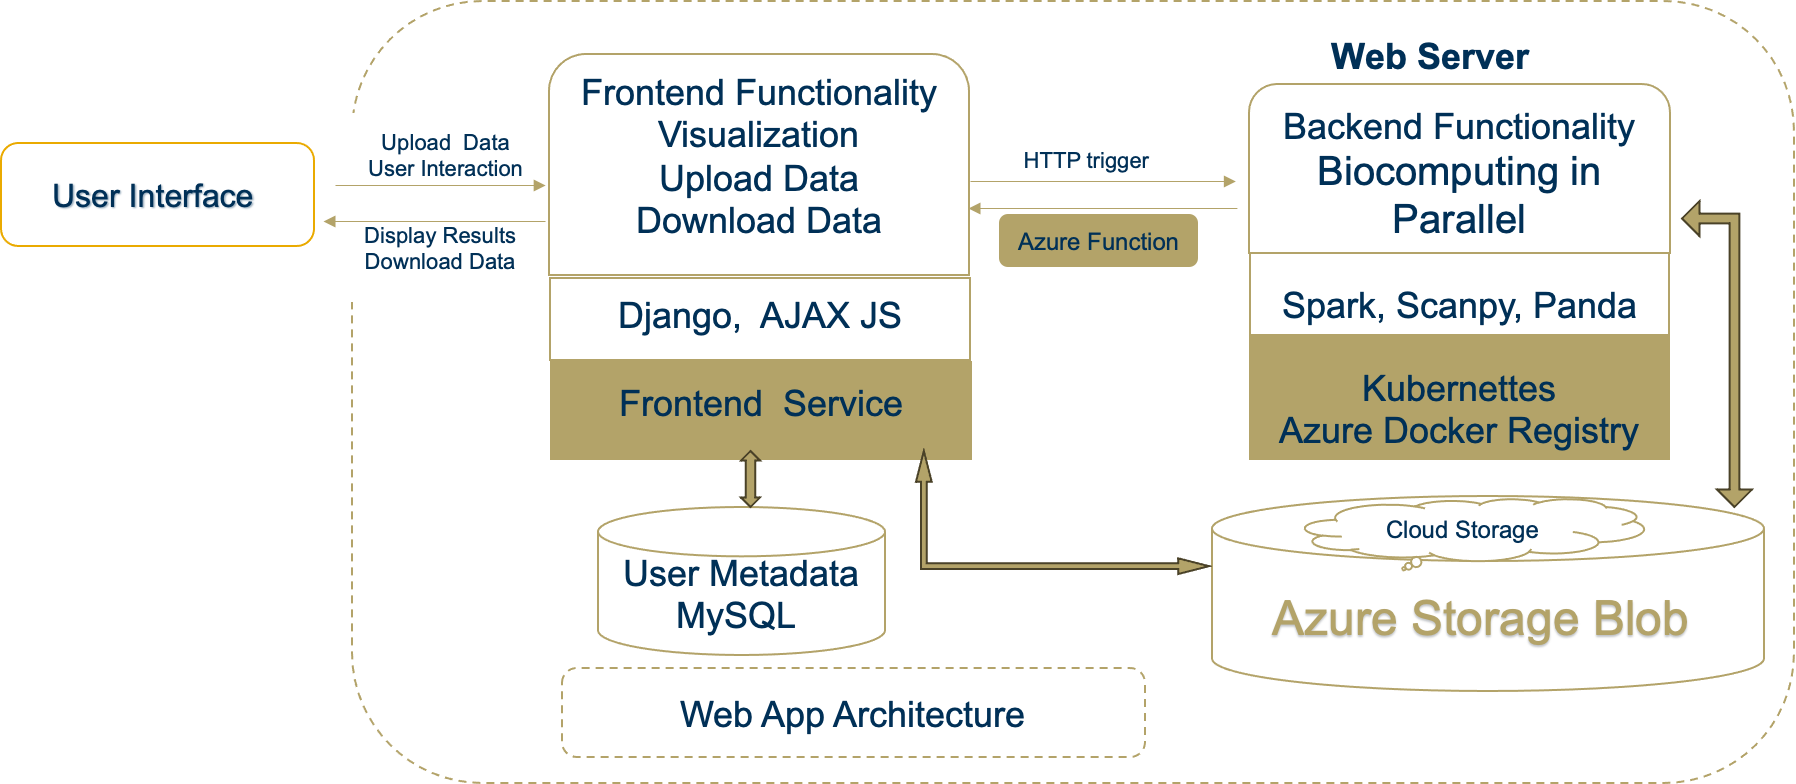 Web Server
User Interface
Upload Data
User Interaction
Display Results
Download Data
Frontend Functionality
Visualization
Upload Data
Download Data
Django, AJAX JS
Frontend Service
HTTP trigger
Azure Function
Backend Functionality
Biocomputing in
Parallel
Spark, Scanpy, Panda
Kubernettes
Azure Docker Registry
User Metadata
MySQL
Cloud Storage
Azure Storage Blob
Web App Architecture